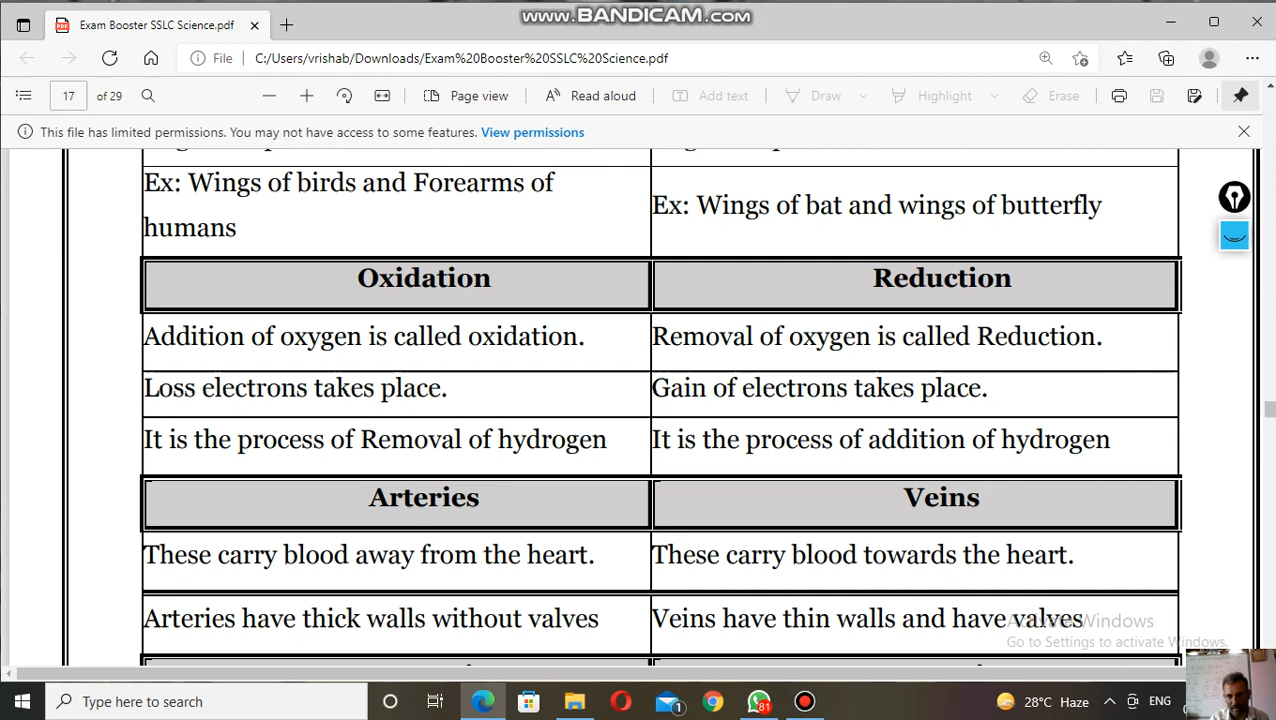 www.BANDICAM.com
Exam Booster SSLC Science.pdf
File C:/Users/vrishab/Downloads/Exam%20Booster%20SSLC%20Science.pdf
17 of 29 Page view Read aloud Add text Draw Highlight Erase
This file has limited permissions. You may not have access to some features. View permissions
Ex: Wings of birds and Forearms of
humans
Ex: Wings of bat and wings of butterfly
Oxidation Reduction
Addition of oxygen is called oxidation. Removal of oxygen is called Reduction.
Loss electrons takes place. Gain of electrons takes place.
It is the process of Removal of hydrogen It is the process of addition of hydrogen
Arteries Veins
These carry blood away from the heart. These carry blood towards the heart.
Arteries have thick walls without valves Veins have thin walls and have valves
Activate Windows
Go to Settings to activate Windows.
Type here to search 1 81 28°C Haze ENG